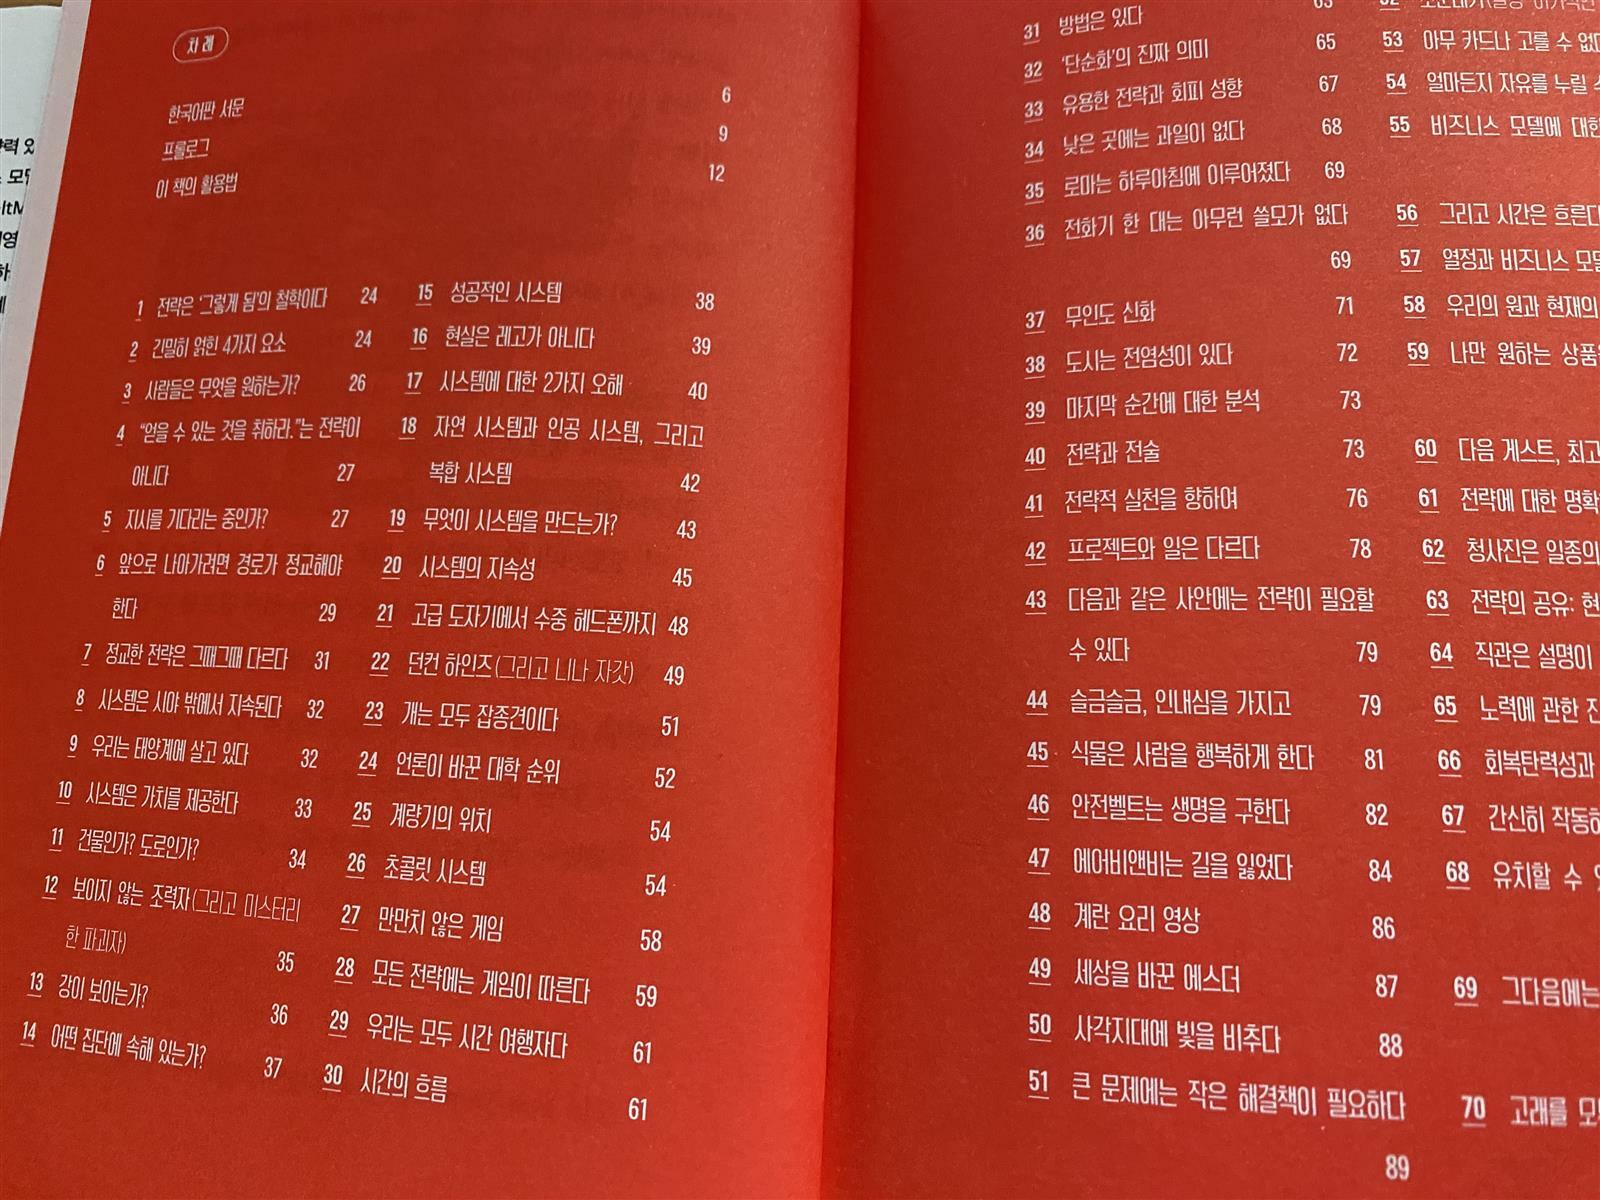 차례
한국어판 서문 6
프롤로그 9
이 책의 활용법 12
1 전략은 ‘그렇게 됨’의 철학이다 24
2 긴밀히 얽힌 4가지 요소 24
3 사람들은 무엇을 원하는가? 26
4 “얻을 수 있는 것을 취하라.”는 전략이
아니다 27
5 지시를 기다리는 중인가? 27
6 앞으로 나아가려면 경로가 정교해야
한다 29
7 정교한 전략은 그때그때 다르다 31
8 시스템은 시야 밖에서 지속된다 32
9 우리는 태양계에 살고 있다 32
10 시스템은 가치를 제공한다 33
11 건물인가? 도로인가? 34
12 보이지 않는 조력자(그리고 미스터리
한 파괴자) 35
13 강이 보이는가? 36
14 어떤 집단에 속해 있는가? 37
15 성공적인 시스템 38
16 현실은 레고가 아니다 39
17 시스템에 대한 2가지 오해 40
18 자연 시스템과 인공 시스템, 그리고
복합 시스템 42
19 무엇이 시스템을 만드는가? 43
20 시스템의 지속성 45
21 고급 도자기에서 수중 헤드폰까지 48
22 던컨 하인즈(그리고 니나 자갓) 49
23 개는 모두 잡종견이다 51
24 언론이 바꾼 대학 순위 52
25 계량기의 위치 54
26 초콜릿 시스템 54
27 만만치 않은 게임 58
28 모든 전략에는 게임이 따른다 59
29 우리는 모두 시간 여행자다 61
30 시간의 흐름 61
31 방법은 있다 63
32 ‘단순화’의 진짜 의미 65
33 유용한 전략과 회피 성향 67
34 낮은 곳에는 과일이 없다 68
35 로마는 하루아침에 이루어졌다 69
36 전화기 한 대는 아무런 쓸모가 없다
69
37 무인도 신화 71
38 도시는 전염성이 있다 72
39 마지막 순간에 대한 분석 73
40 전략과 전술 73
41 전략적 실천을 향하여 76
42 프로젝트와 일은 다르다 78
43 다음과 같은 사안에는 전략이 필요할
수 있다 79
44 슬금슬금, 인내심을 가지고 79
45 식물은 사람을 행복하게 한다 81
46 안전벨트는 생명을 구한다 82
47 에어비앤비는 길을 잃었다 84
48 계란 요리 영상 86
49 세상을 바꾼 에스더 87
50 사각지대에 빛을 비추다 88
51 큰 문제에는 작은 해결책이 필요하다
89
53 아무 카드나 고를 수 없
54 얼마든지 자유를 누릴
55 비즈니스 모델에 대한
56 그리고 시간은 흐른다
57 열정과 비즈니스 모델
58 우리의 원과 현재의
59 나만 원하는 상품
60 다음 게스트, 최고
61 전략에 대한 명확
62 청사진은 일종의
63 전략의 공유: 현
64 직관은 설명이
65 노력에 관한
66 회복탄력성과
67 간신히 작동하
68 유치할 수
69 그다음에는
70 고래를